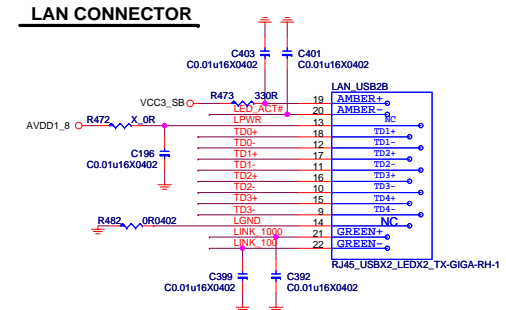 LAN CONNECTOR
C403
C0.01u16X0402
C401
C0.01u16X0402
LAN_USB2B
R473 330R
VCC3_SB
19 AMBER+
LED_ACT# 20 AMBER-
R472 X_0R
AVDD1_8
LPWR 13 NC
TD0+ 18 TD1+
TD0- 12 TD1-
TD1+ 17 TD2+
TD1- 11 TD2-
TD2+ 16 TD3+
TD2- 10 TD3-
TD3+ 15 TD4+
TD3- 9 TD4-
C196
C0.01u16X0402
R482 0R0402
LGND 14 NC
LINK_1000 21 GREEN+
LINK_100 22 GREEN-
RJ45_USBX2_LEDX2_TX-GIGA-RH-1
C399
C0.01u16X0402
C392
C0.01u16X0402